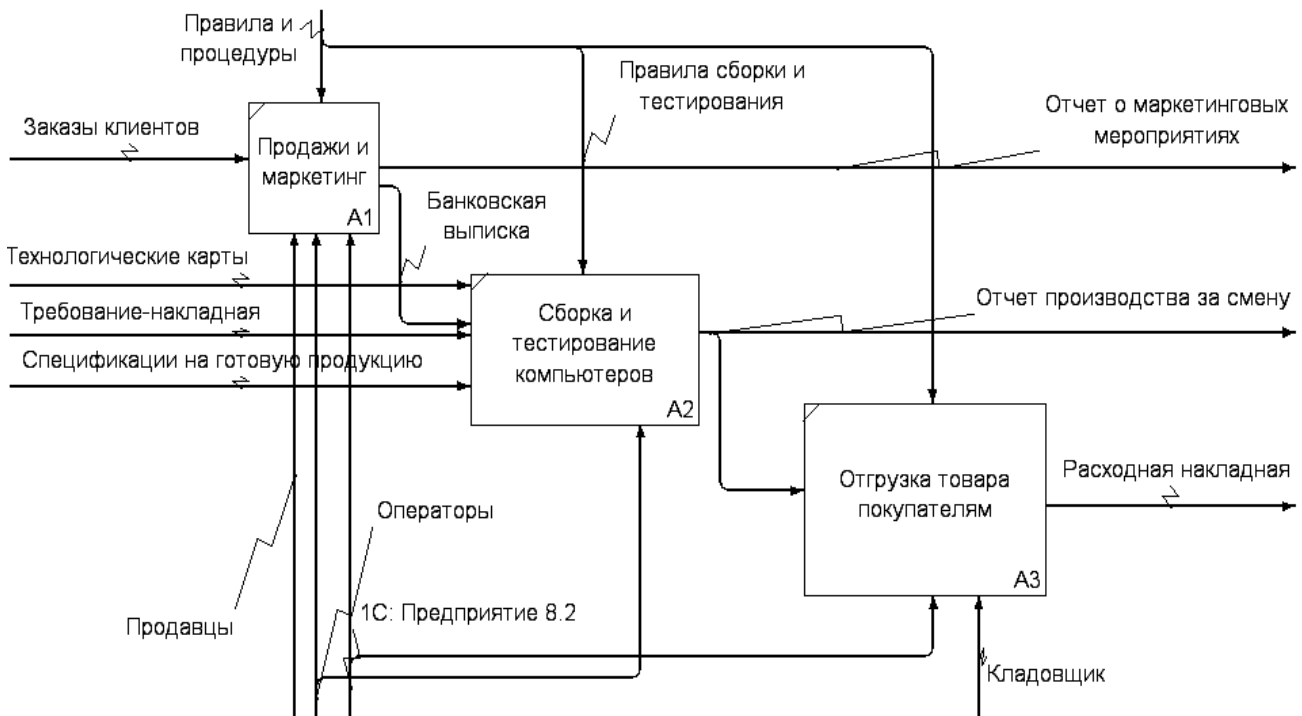 Правила и
процедуры
Правила сборки и
тестирования
Отчет о маркетинговых
мероприятиях
Заказы клиентов
Продажи и
маркетинг
A1
Банковская
выписка
Технологические карты
Требование-накладная
Спецификации на готовую продукцию
Сборка и
тестирование
компьютеров
A2
Отчет производства за смену
Отгрузка товара
покупателям
A3
Расходная накладная
Операторы
1С: Предприятие 8.2
Продавцы
Кладовщик